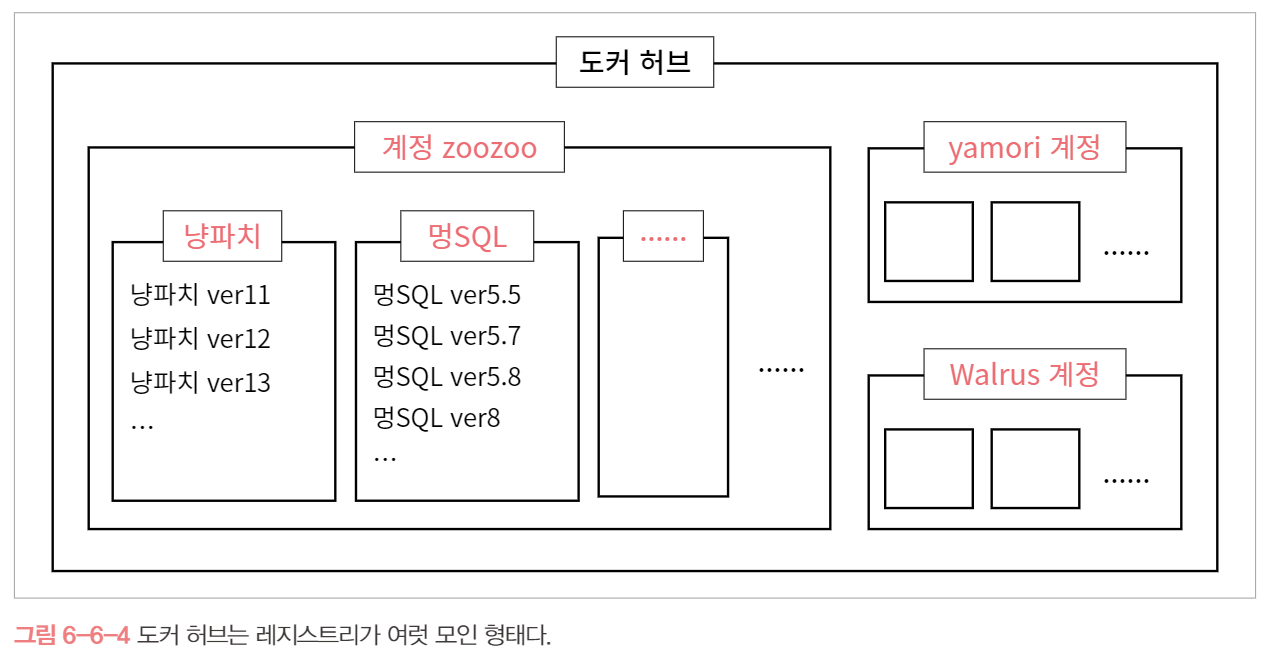 도커 허브
계정 zoozoo
냥파치
냥파치 ver11
냥파치 ver12
냥파치 ver13
...
멍SQL
멍SQL ver5.5
멍SQL ver5.7
멍SQL ver5.8
멍SQL ver8
...
······
······
yamori 계정
······
Walrus 계정
······
그림 6-6-4 도커 허브는 레지스트리가 여럿 모인 형태다.